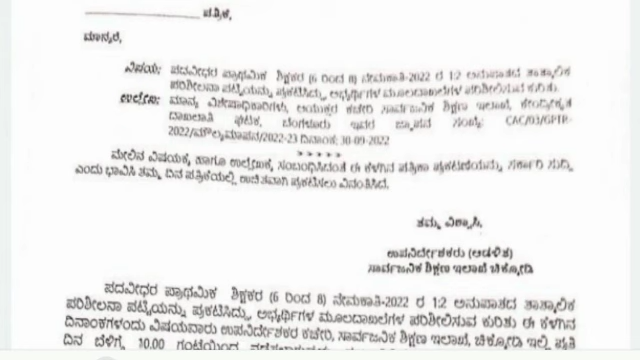 ಪತ್ರಿಕೆ,
ಮಾನ್ಯರೆ,
ವಿಷಯ: ಪದವೀಧರ ಪ್ರಾಥಮಿಕ ಶಿಕ್ಷಕರ (6 ರಿಂದ 8) ನೇಮಕಾತಿ-2022 ರ 1:2 ಅನುಪಾತದ ತಾತ್ಕಾಲಿಕ
ಪರಿಶೀಲನಾ ಪಟ್ಟಿಯನ್ನು ಪ್ರಕಟಿಸಿದ್ದು, ಅಭ್ಯರ್ಥಿಗಳ ಮೂಲದಾಖಲೆಗಳ ಪರಿಶೀಲಿಸುವ ಕುರಿತು.
ಉಲ್ಲೇಖ: ಮಾನ್ಯ ವಿಶೇಷಾಧಿಕಾರಿಗಳು, ಆಯುಕ್ತರ ಕಚೇರಿ ಸಾರ್ವಜನಿಕ ಶಿಕ್ಷಣ ಇಲಾಖೆ, ಕೇಂದ್ರೀಕೃತ
ದಾಖಲಾತಿ ಘಟಕ, ಬೆಂಗಳೂರು ಇವರ ಜ್ಞಾಪನ ಸಂಖ್ಯೆ: CAC/03/GPTR-
2022/ಮೌಲ್ಯಮಾಪನ/2022-23 ದಿನಾಂಕ: 30-09-2022
*****
ಮೇಲಿನ ವಿಷಯಕ್ಕೆ ಹಾಗೂ ಉಲ್ಲೇಖಕ್ಕೆ ಸಂಬಂಧಿಸಿದಂತೆ ಈ ಕೆಳಗಿನ ಪತ್ರಿಕಾ ಪ್ರಕಟಣೆಯನ್ನು ಸರ್ಕಾರಿ ಸುದ್ದಿ
ಎಂದು ಭಾವಿಸಿ ತಮ್ಮ ದಿನ ಪತ್ರಿಕೆಯಲ್ಲಿ ಉಚಿತವಾಗಿ ಪ್ರಕಟಿಸಲು ವಿನಂತಿಸಿದೆ.
ತಮ್ಮ ವಿಶ್ವಾಸಿ,
ಉಪನಿರ್ದೇಶಕರು (ಆಡಳಿತ)
ಸಾರ್ವಜನಿಕ ಶಿಕ್ಷಣ ಇಲಾಖೆ ಚಿಕ್ಕೋಡಿ
ಪದವೀಧರ ಪ್ರಾಥಮಿಕ ಶಿಕ್ಷಕರ (6 ರಿಂದ 8) ನೇಮಕಾತಿ-2022 ರ 1:2 ಅನುಪಾತದ ತಾತ್ಕಾಲಿಕ
ಪರಿಶೀಲನಾ ಪಟ್ಟಿಯನ್ನು ಪ್ರಕಟಿಸಿದ್ದು, ಅಭ್ಯರ್ಥಿಗಳ ಮೂಲದಾಖಲೆಗಳ ಪರಿಶೀಲಿಸುವ ಕುರಿತು ಈ ಕೆಳಗಿನ
ದಿನಾಂಕಗಳಂದು ವಿಷಯವಾರು ಉಪನಿರ್ದೇಶಕರ ಕಚೇರಿ, ಸಾರ್ವಜನಿಕ ಶಿಕ್ಷಣ ಇಲಾಖೆ, ಚಿಕ್ಕೋಡಿ ಇಲ್ಲಿ ಪ್ರತಿ
ದಿನ ಬೆಳಿಗ್ಗೆ 10.00 ಗಂಟೆಯಿಂದ